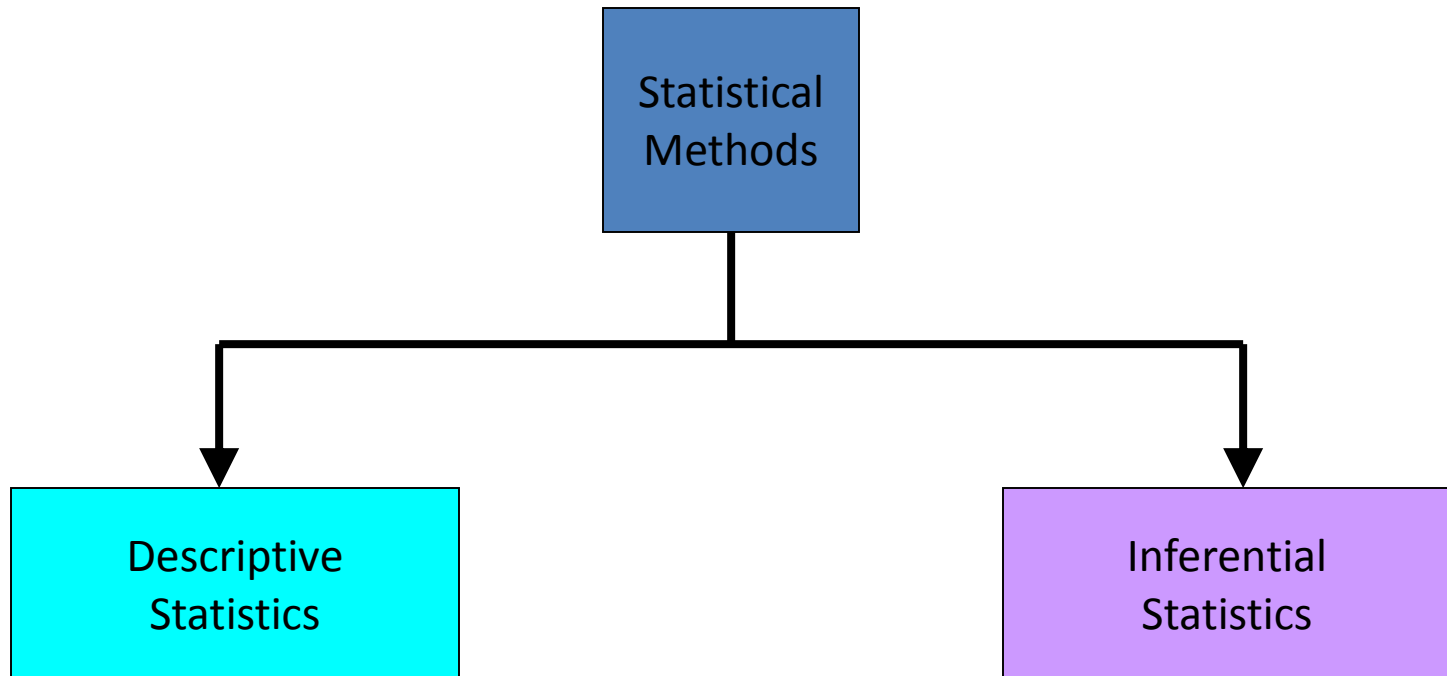 Statistical
Methods
Descriptive
Statistics
Inferential
Statistics